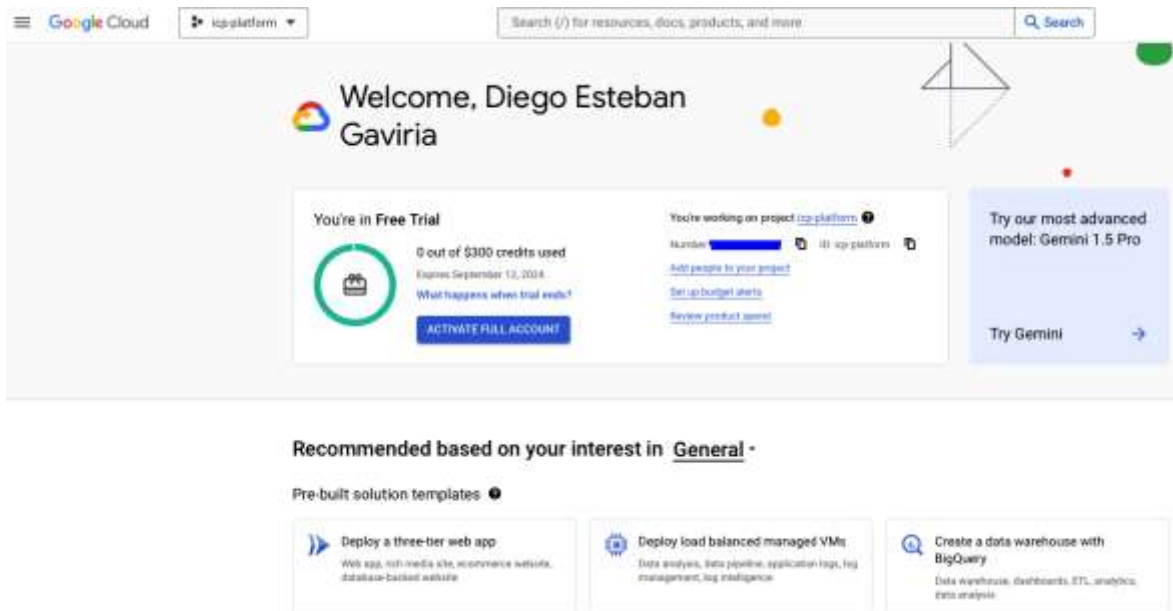 Google Cloud
icp-platform
Search (/) for resources, docs, products, and more
Search
Welcome, Diego Esteban
Gaviria
You're in Free Trial
0 out of $300 credits used
Expires September 12, 2024
What happens when trial ends?
ACTIVATE FULL ACCOUNT
You're working on project icp-platform
Number
ID icp-platform
Add people to your project
Set up budget alerts
Review product spend
Try our most advanced
model: Gemini 1.5 Pro
Try Gemini
Recommended based on your interest in General
Pre-built solution templates
Deploy a three-tier web app
Web app, rich media site, ecommerce website,
database-backed website
Deploy load balanced managed VMs
Data analysis, data pipeline, application logs, log
management, log intelligence
Create a data warehouse with
BigQuery
Data warehouse, dashboards, ETL, analytics,
data analysis